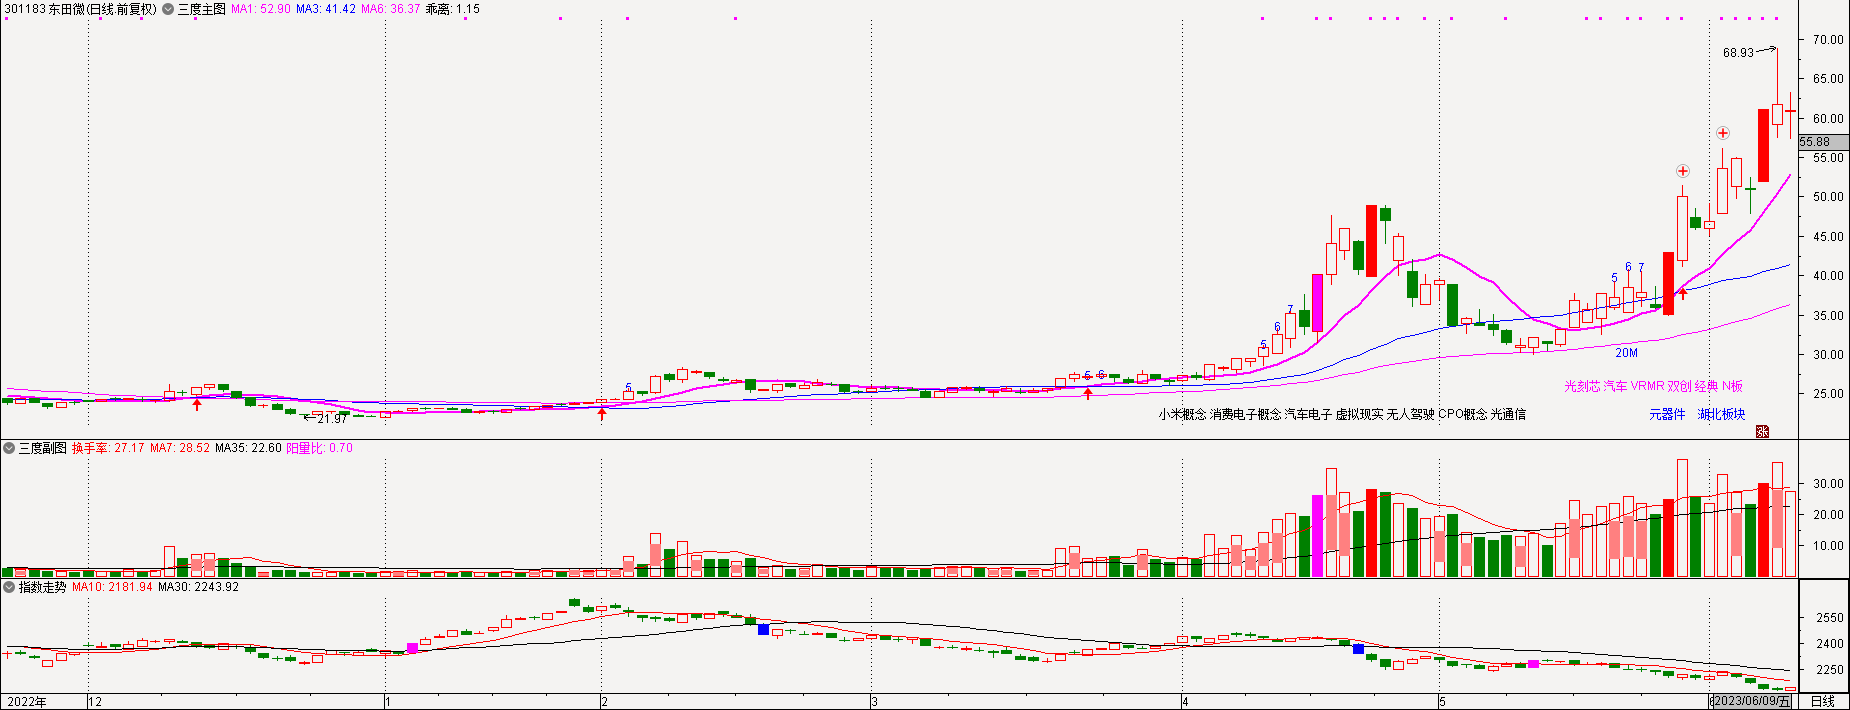 301183 东田微(日线.前复权) 三度主图 MA1: 52.90 MA3: 41.42 MA6: 36.37 乖离: 1.15
70.00
68.93
65.00
60.00
55.88
55.00
50.00
45.00
40.00
35.00
30.00
25.00
5 6 7
5 6 7
20M
5
5 6
21.97
光刻芯 汽车 VRMR 双创 经典 N板
小米概念 消费电子概念 汽车电子 虚拟现实 无人驾驶 CPO概念 光通信
元器件 湖北板块
涨
三度副图 换手率: 27.17 MA7: 28.52 MA35: 22.60 阳量比: 0.70
30.00
20.00
10.00
指数走势 MA10: 2181.94 MA30: 2243.92
2550
2400
2250
2022年 12 1 2 3 4 5 6 2023/06/09/五 日线